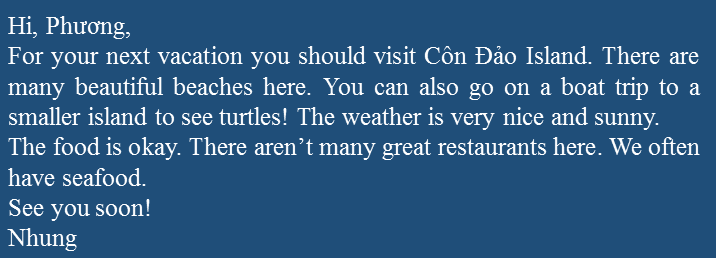 Hi, Phương,
For your next vacation you should visit Côn Đảo Island. There are
many beautiful beaches here. You can also go on a boat trip to a
smaller island to see turtles! The weather is very nice and sunny.
The food is okay. There aren’t many great restaurants here. We often
have seafood.
See you soon!
Nhung